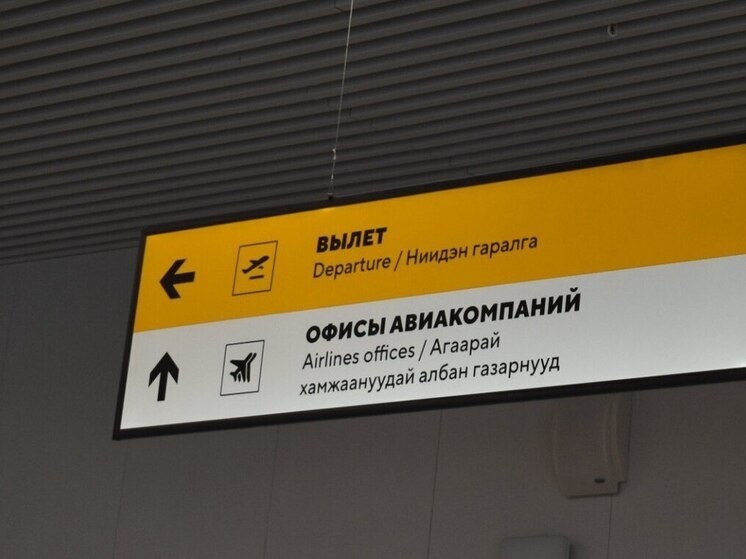 ВЫЛЕТ
Departure / Ниидэн гаралга
ОФИСЫ АВИАКОМПАНИЙ
Airlines offices / Агаарай
хамжаануудай албан газарнууд